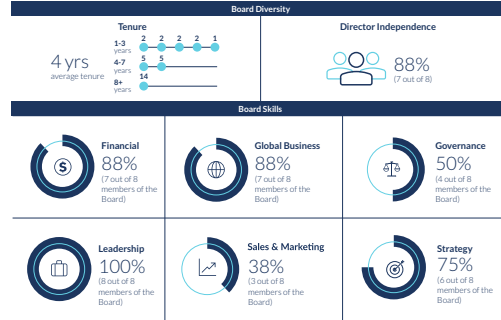 Board Diversity
Tenure
4 yrs
average tenure
1-3
years
2 2 2 2 1
4-7
years
5 5
8+
years
14
Director Independence
88%
(7 out of 8)
Board Skills
Financial
88%
(7 out of 8
members of the
Board)
Global Business
88%
(7 out of 8
members of the
Board)
Governance
50%
(4 out of 8
members of the
Board)
Leadership
100%
(8 out of 8
members of the
Board)
Sales & Marketing
38%
(3 out of 8
members of the
Board)
Strategy
75%
(6 out of 8
members of the
Board)
$